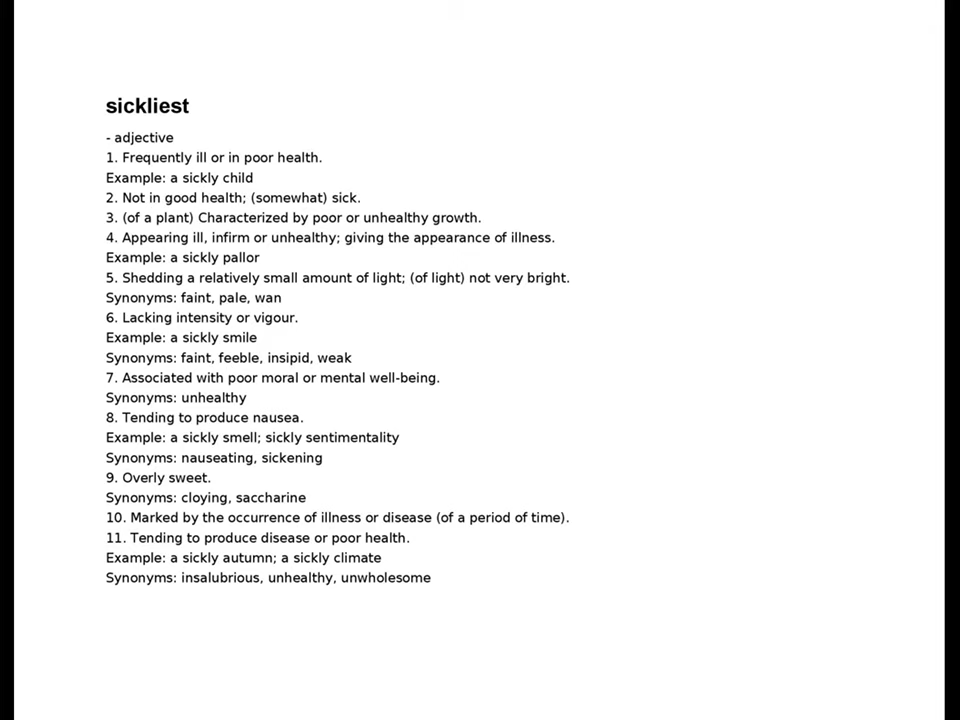 sickliest
- adjective
1. Frequently ill or in poor health.
Example: a sickly child
2. Not in good health; (somewhat) sick.
3. (of a plant) Characterized by poor or unhealthy growth.
4. Appearing ill, infirm or unhealthy; giving the appearance of illness.
Example: a sickly pallor
5. Shedding a relatively small amount of light; (of light) not very bright.
Synonyms: faint, pale, wan
6. Lacking intensity or vigour.
Example: a sickly smile
Synonyms: faint, feeble, insipid, weak
7. Associated with poor moral or mental well-being.
Synonyms: unhealthy
8. Tending to produce nausea.
Example: a sickly smell; sickly sentimentality
Synonyms: nauseating, sickening
9. Overly sweet.
Synonyms: cloying, saccharine
10. Marked by the occurrence of illness or disease (of a period of time).
11. Tending to produce disease or poor health.
Example: a sickly autumn; a sickly climate
Synonyms: insalubrious, unhealthy, unwholesome